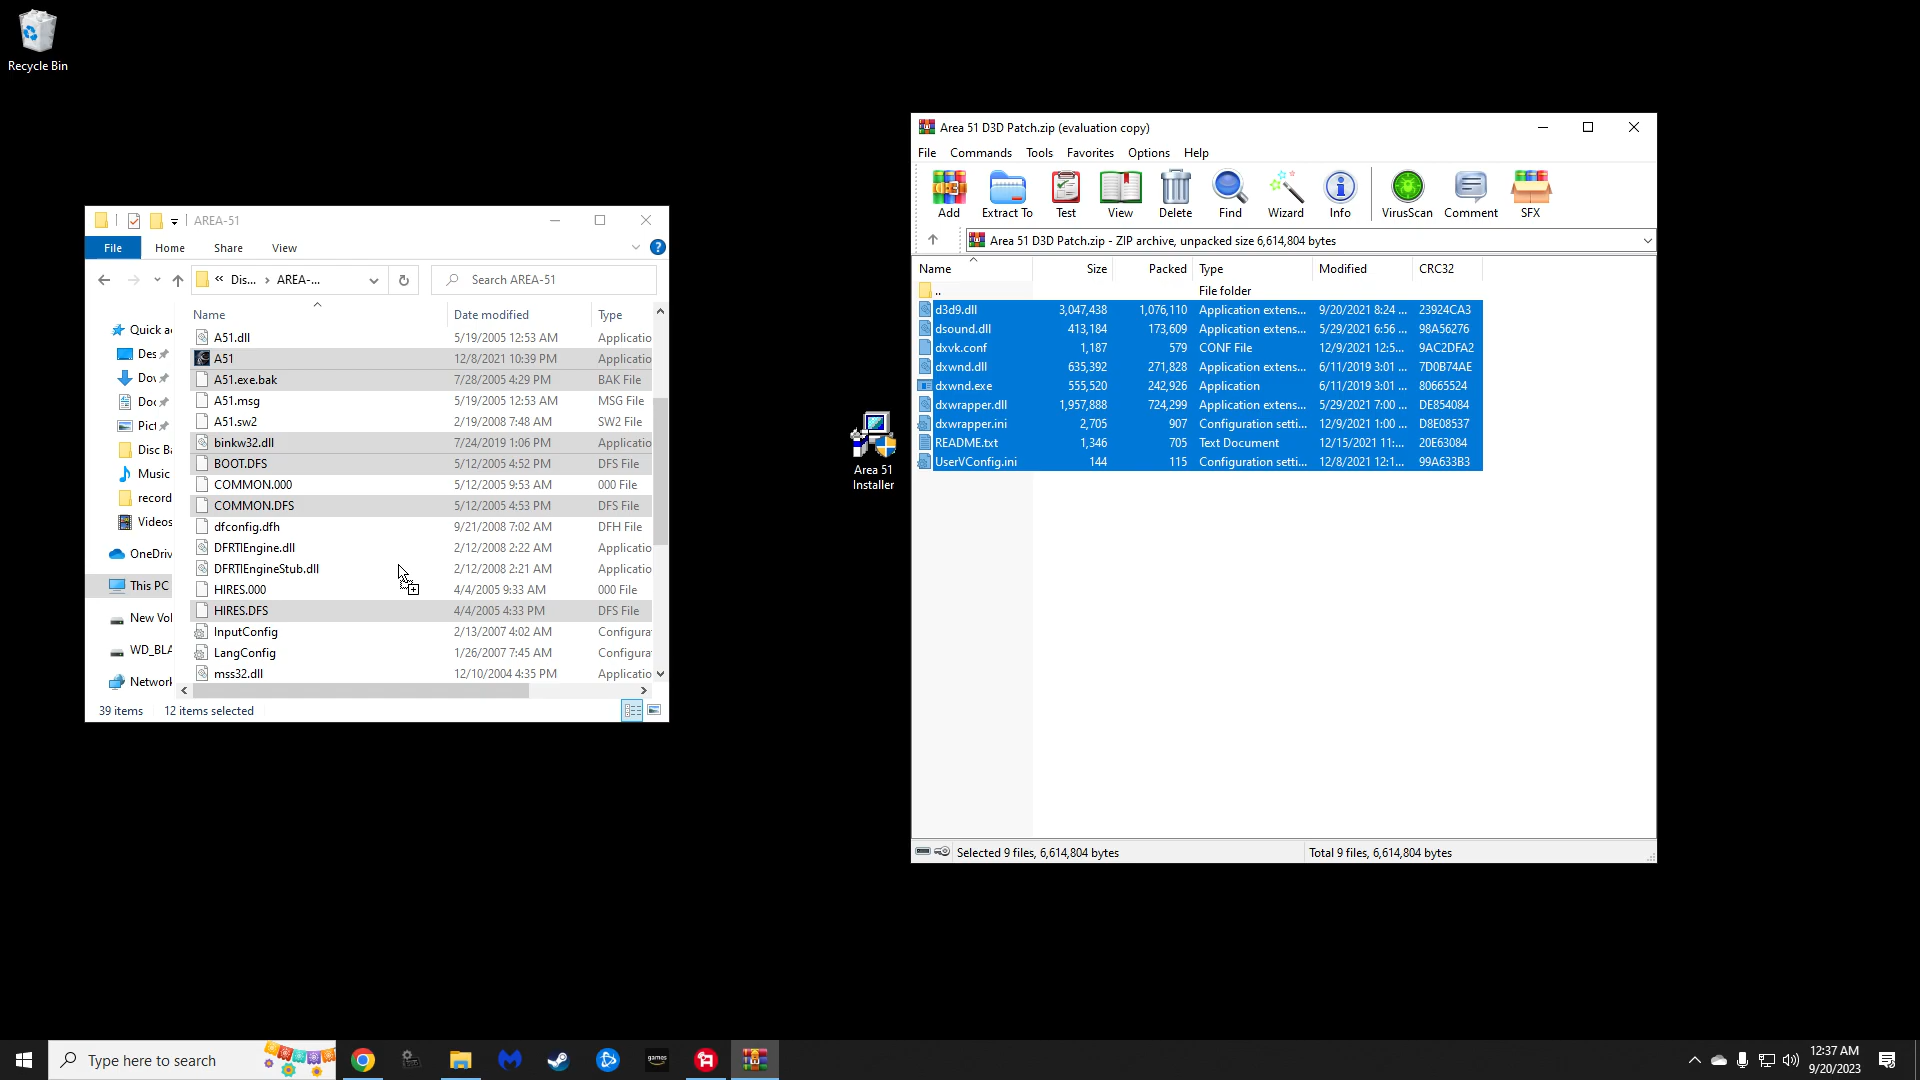 Recycle Bin
AREA-51
File Home Share View
Dis... AREA-...
Search AREA-51
Name Date modified Type
Quick a
Des
Do
Do
Pict
Disc Ba
Music
record
Videos
OneDriv
This PC
New Vol
WD_BLA
Network
A51.dll 5/19/2005 12:53 AM Applicatio
A51 12/8/2021 10:39 PM Applicatio
A51.exe.bak 7/28/2005 4:29 PM BAK File
A51.msg 5/19/2005 12:53 AM MSG File
A51.sw2 2/19/2008 7:48 AM SW2 File
binkw32.dll 7/24/2019 1:06 PM Applicatio
BOOT.DFS 5/12/2005 4:52 PM DFS File
COMMON.000 5/12/2005 9:53 AM 000 File
COMMON.DFS 5/12/2005 4:53 PM DFS File
dfconfig.dfh 9/21/2008 7:02 AM DFH File
DFRTIEngine.dll 2/12/2008 2:22 AM Applicatio
DFRTIEngineStub.dll 2/12/2008 2:21 AM Applicatio
HIRES.000 4/4/2005 9:33 AM 000 File
HIRES.DFS 4/4/2005 4:33 PM DFS File
InputConfig 2/13/2007 4:02 AM Configura
LangConfig 1/26/2007 7:45 AM Configura
mss32.dll 12/10/2004 4:35 PM Applicatio
39 items 12 items selected
Area 51
Installer
Area 51 D3D Patch.zip (evaluation copy)
File Commands Tools Favorites Options Help
Add Extract To Test View Delete Find Wizard Info VirusScan Comment SFX
Area 51 D3D Patch.zip - ZIP archive, unpacked size 6,614,804 bytes
Name Size Packed Type Modified CRC32
.. File folder
d3d9.dll 3,047,438 1,076,110 Application extens... 9/20/2021 8:24 ... 23924CA3
dsound.dll 413,184 173,609 Application extens... 5/29/2021 6:56 ... 98A56276
dxvk.conf 1,187 579 CONF File 12/9/2021 12:5... 9AC2DFA2
dxwnd.dll 635,392 271,828 Application extens... 6/11/2019 3:01 ... 7D0B74AE
dxwnd.exe 555,520 242,926 Application 6/11/2019 3:01 ... 80665524
dxwrapper.dll 1,957,888 724,299 Application extens... 5/29/2021 7:00 ... DE854084
dxwrapper.ini 2,705 907 Configuration setti... 12/9/2021 1:00 ... D8E08537
README.txt 1,346 705 Text Document 12/15/2021 11:... 20E63084
UserVConfig.ini 144 115 Configuration setti... 12/8/2021 12:1... 99A633B3
Selected 9 files, 6,614,804 bytes Total 9 files, 6,614,804 bytes
Type here to search
games
12:37 AM
9/20/2023